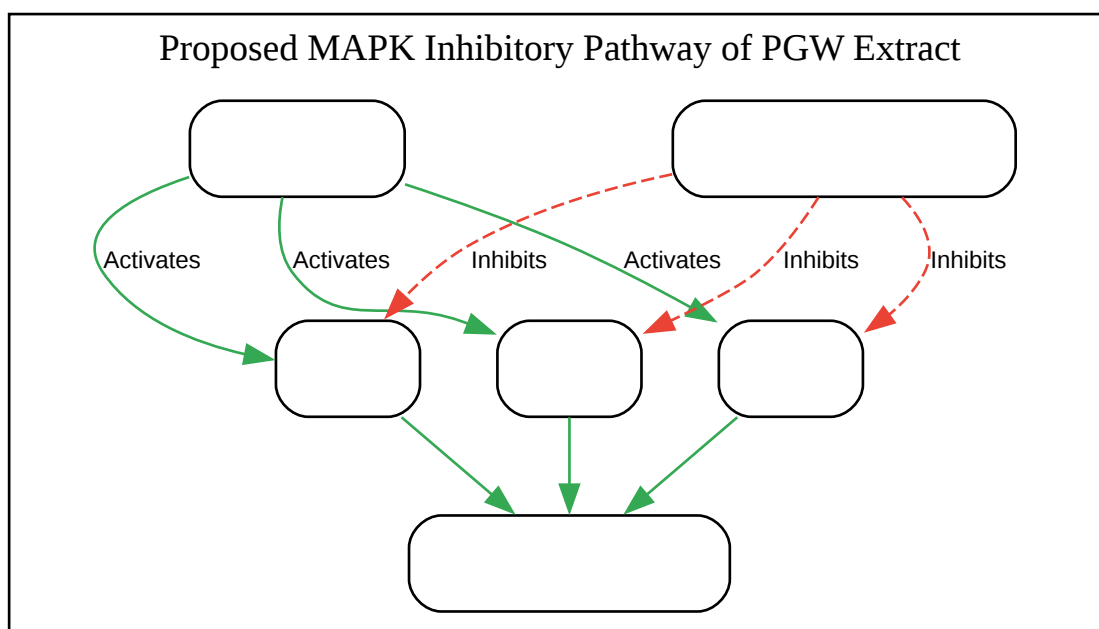 Proposed MAPK Inhibitory Pathway of PGW Extract
Activates
Activates
Inhibits
Activates
Inhibits
Inhibits